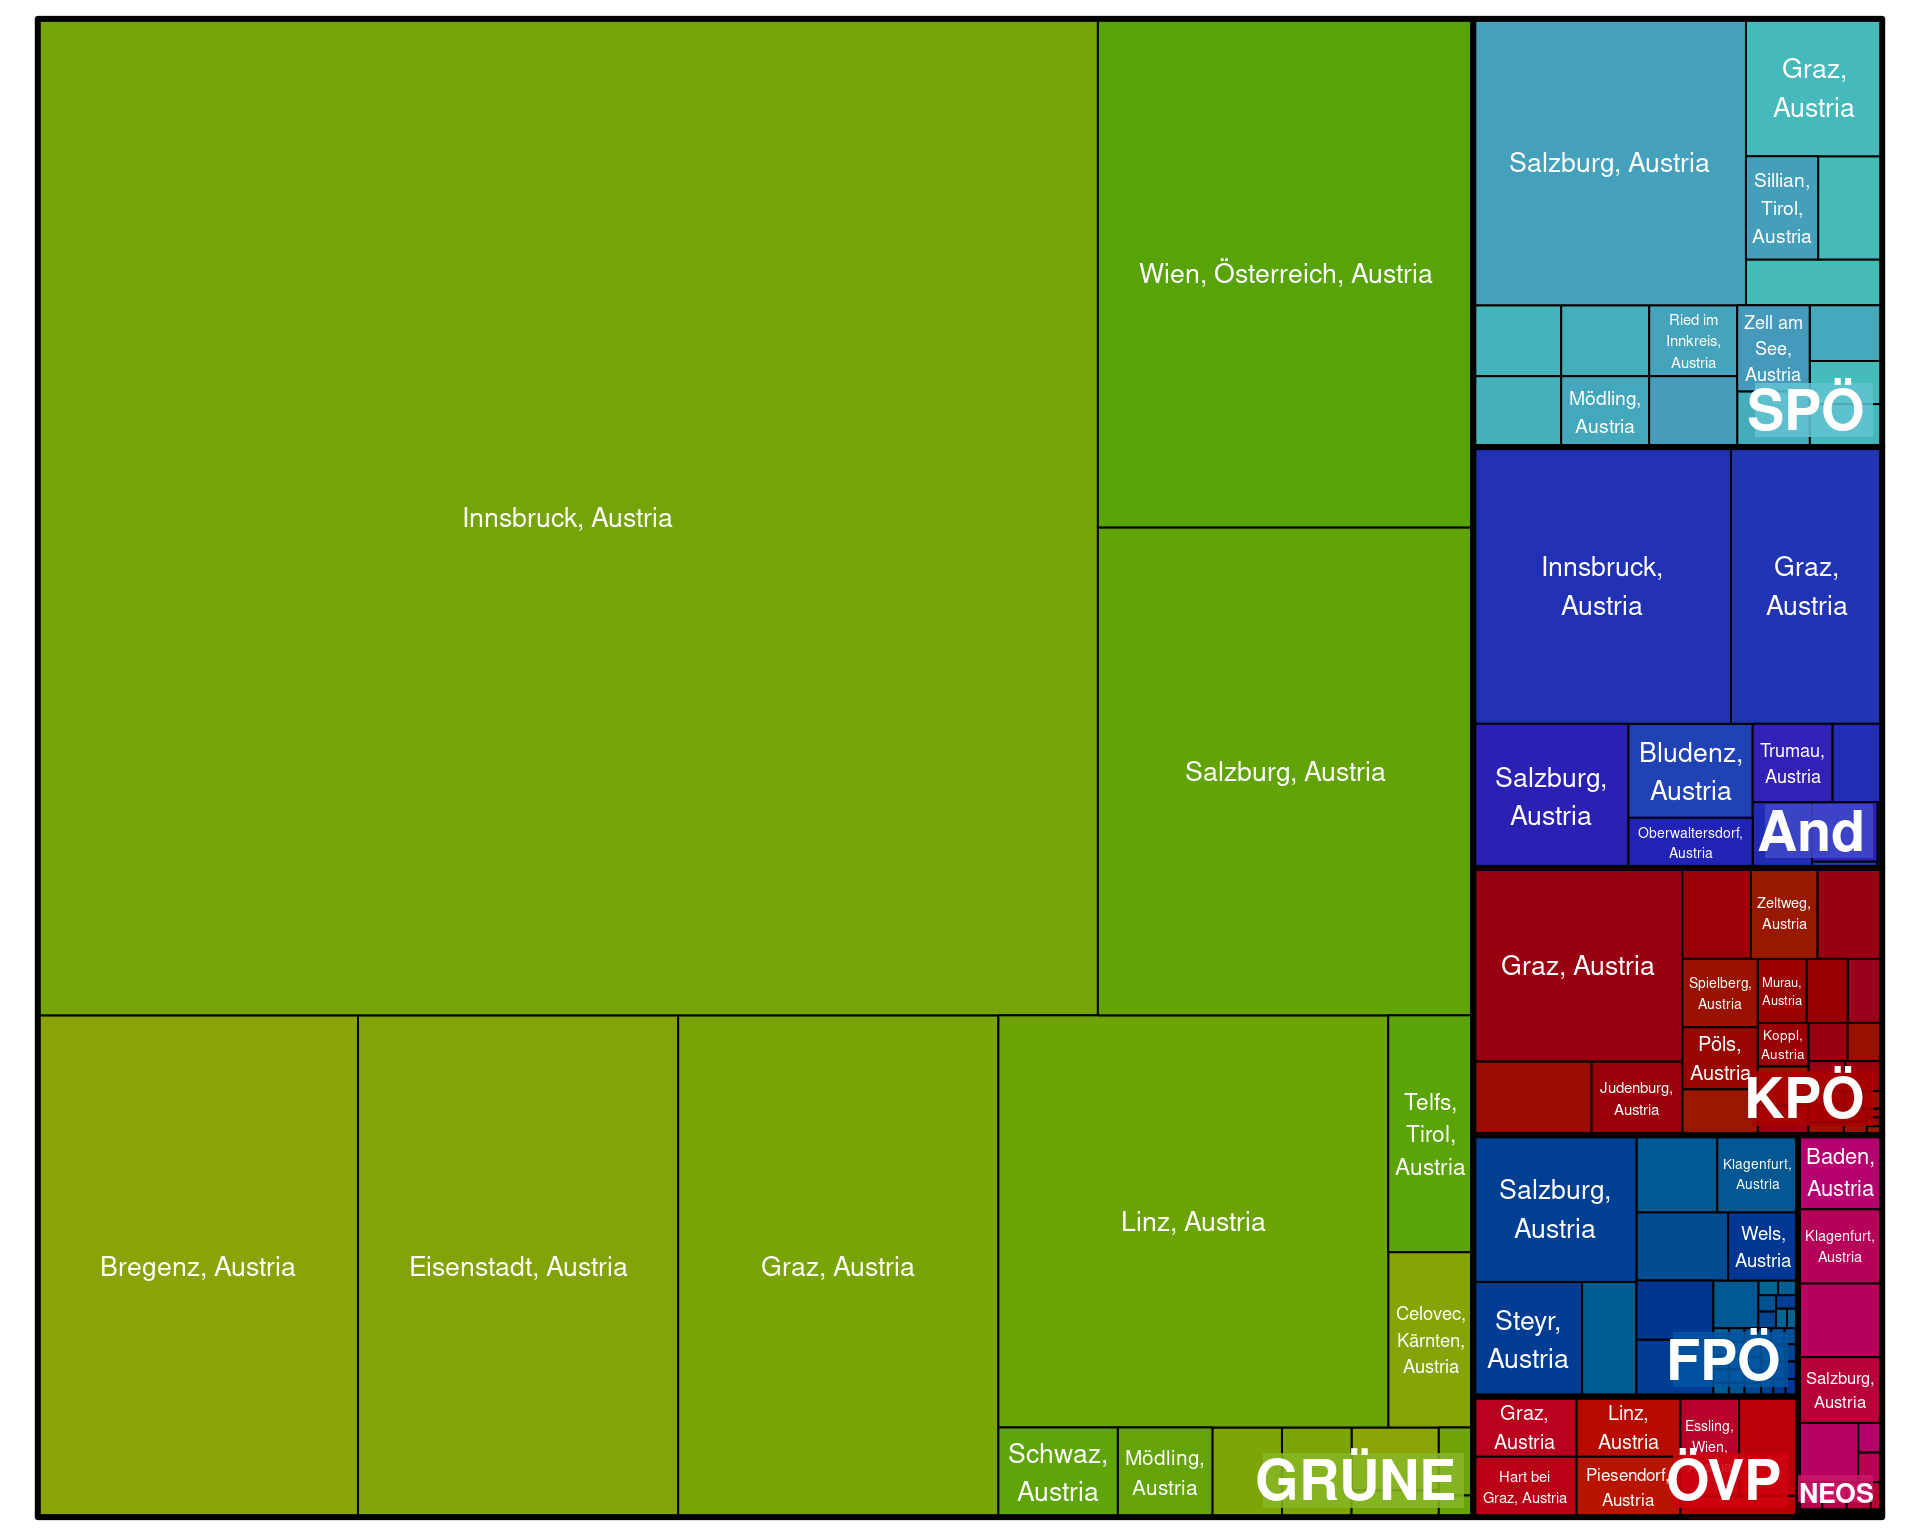 Innsbruck, Austria
Wien, Österreich, Austria
Salzburg, Austria
Bregenz, Austria
Eisenstadt, Austria
Graz, Austria
Linz, Austria
Telfs,
Tirol,
Austria
Celovec,
Kärnten,
Austria
Schwaz,
Austria
Mödling,
Austria
GRÜNE
Salzburg, Austria
Graz,
Austria
Sillian,
Tirol,
Austria
Ried im
Innkreis,
Austria
Zell am
See,
Austria
Mödling,
Austria
SPÖ
Innsbruck,
Austria
Graz,
Austria
Salzburg,
Austria
Bludenz,
Austria
Trumau,
Austria
Oberwaltersdorf,
Austria
And
Graz, Austria
Zeltweg,
Austria
Spielberg,
Austria
Murau,
Austria
Pöls,
Austria
Koppl,
Austria
Judenburg,
Austria
KPÖ
Salzburg,
Austria
Klagenfurt,
Austria
Wels,
Austria
Steyr,
Austria
FPÖ
Baden,
Austria
Klagenfurt,
Austria
Salzburg,
Austria
NEOS
Graz,
Austria
Linz,
Austria
Essling,
Wien,
Hart bei
Graz, Austria
Piesendorf,
Austria
ÖVP